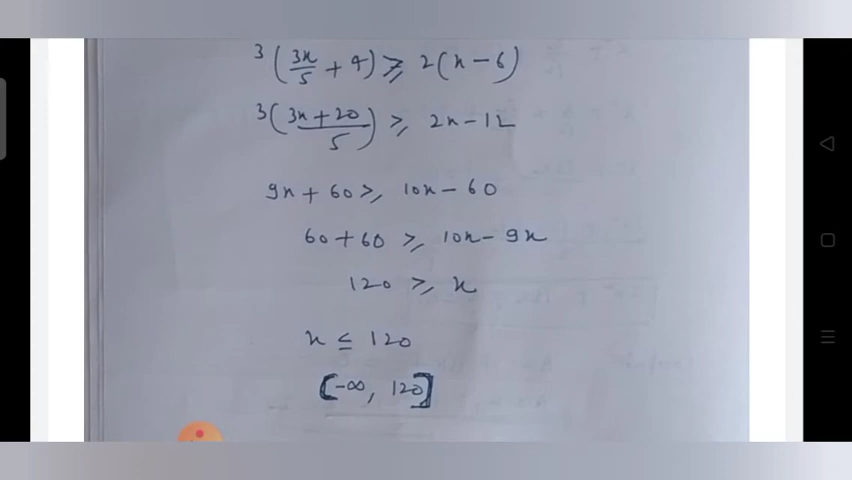 3(3x/5 + 4) ≥ 2(x - 6)
3(3x + 20/5) ≥ 2x - 12
9x + 60 ≥ 10x - 60
60 + 60 ≥ 10x - 9x
120 ≥ x
x ≤ 120
[-∞, 120]